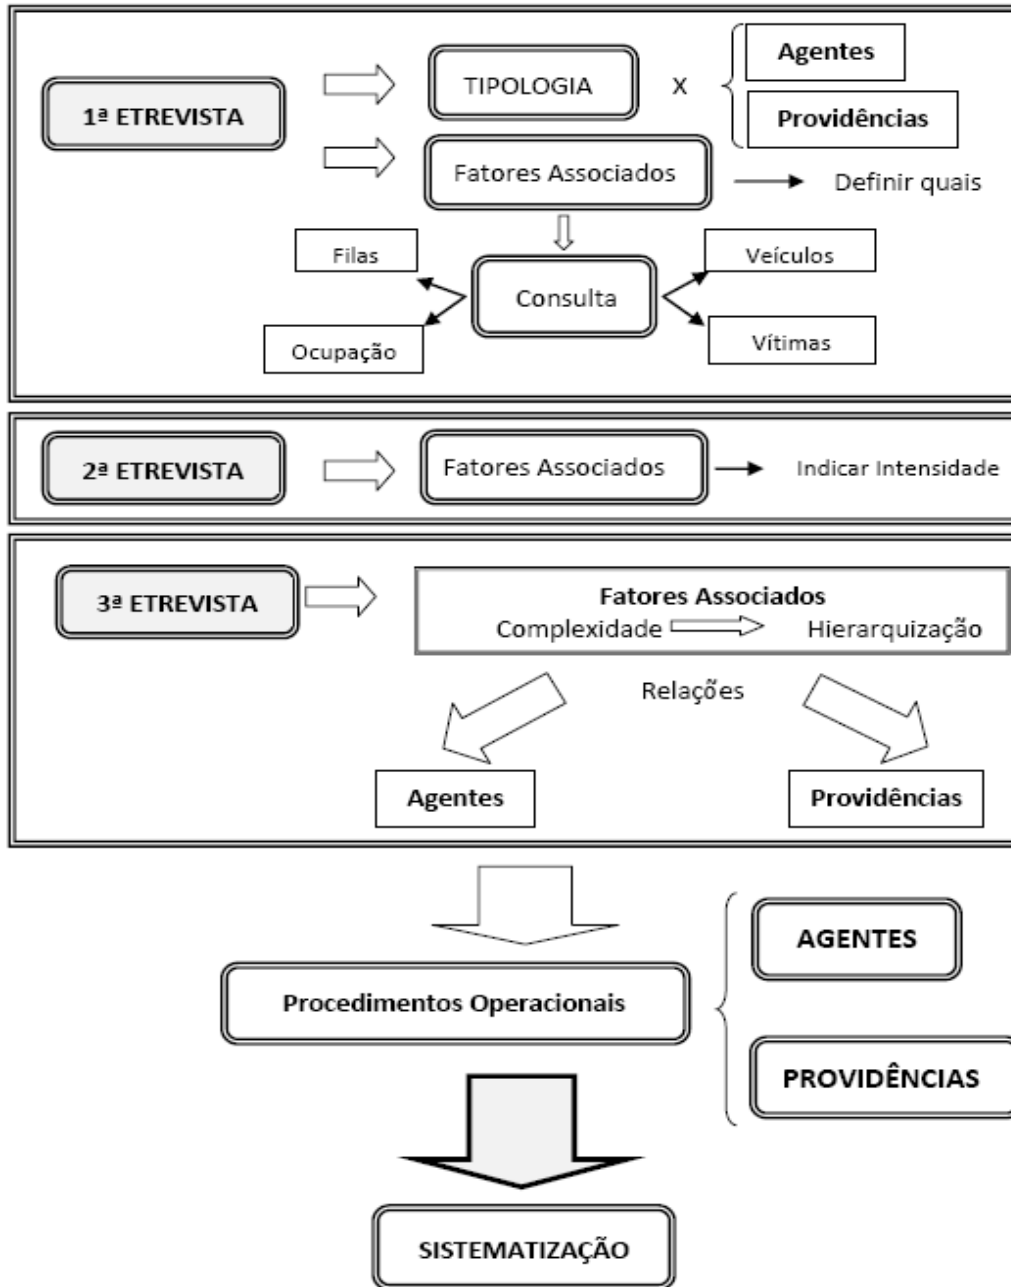 1ª ETREVISTA
TIPOLOGIA
X
Agentes
Providências
Fatores Associados
Definir quais
Filas
Veículos
Consulta
Ocupação
Vítimas
2ª ETREVISTA
Fatores Associados
Indicar Intensidade
3ª ETREVISTA
Fatores Associados
Complexidade
Hierarquização
Relações
Agentes
Providências
AGENTES
Procedimentos Operacionais
PROVIDÊNCIAS
SISTEMATIZAÇÃO